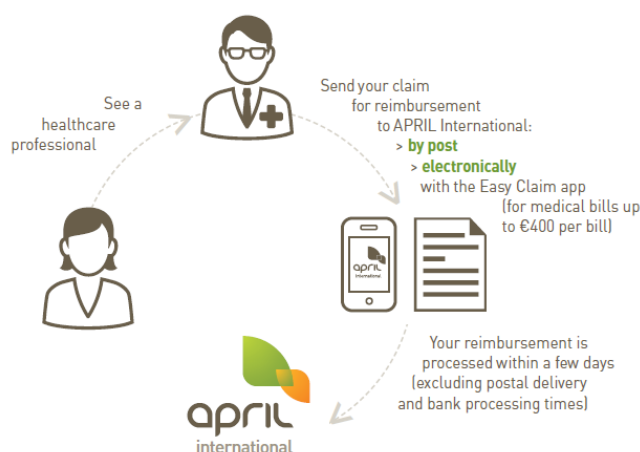 See a
healthcare
professional
Send your claim
for reimbursement
to APRIL International:
> by post
> electronically
with the Easy Claim app
(for medical bills up
to €400 per bill)
april
international
Your reimbursement is
processed within a few days
(excluding postal delivery
and bank processing times)
april
international